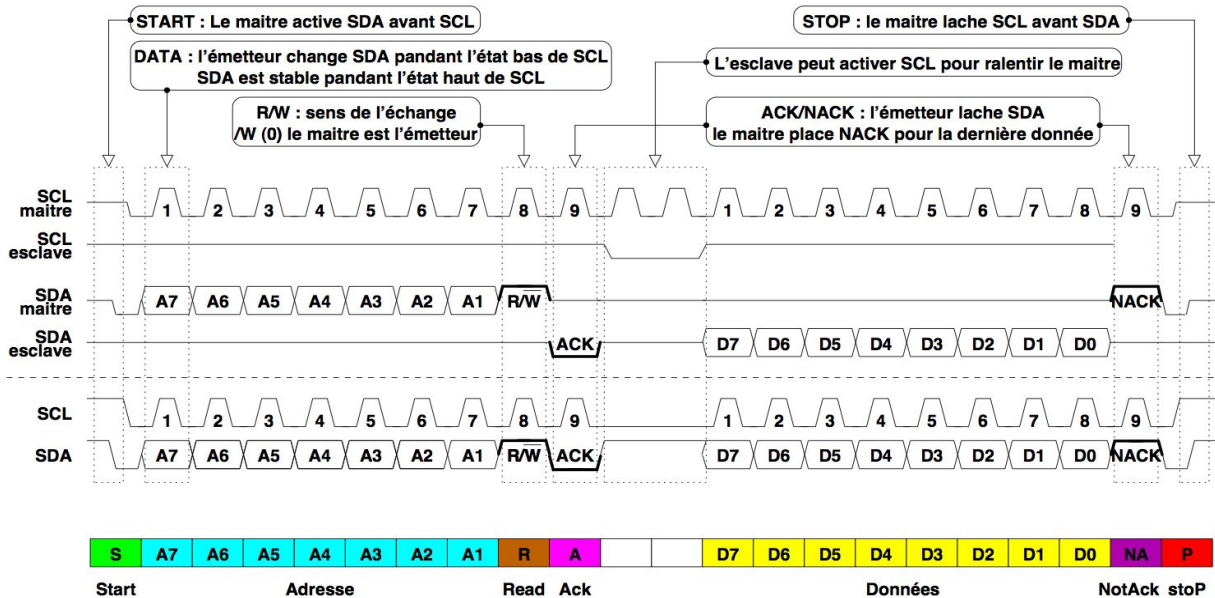 START : Le maitre active SDA avant SCL
STOP : le maitre lache SCL avant SDA
DATA : l'émetteur change SDA pandant l'état bas de SCL
SDA est stable pandant l'état haut de SCL
L'esclave peut activer SCL pour ralentir le maitre
R/W : sens de l'échange
/W (0) le maitre est l'émetteur
ACK/NACK : l'émetteur lache SDA
le maitre place NACK pour la dernière donnée
SCL
maitre
1 2 3 4 5 6 7 8 9 1 2 3 4 5 6 7 8 9
SCL
esclave
SDA
maitre
A7 A6 A5 A4 A3 A2 A1 R/W NACK
SDA
esclave
ACK D7 D6 D5 D4 D3 D2 D1 D0
SCL 1 2 3 4 5 6 7 8 9 1 2 3 4 5 6 7 8 9
SDA A7 A6 A5 A4 A3 A2 A1 R/W ACK D7 D6 D5 D4 D3 D2 D1 D0 NACK
S A7 A6 A5 A4 A3 A2 A1 R A D7 D6 D5 D4 D3 D2 D1 D0 NA P
Start Adresse Read Ack Données NotAck stoP